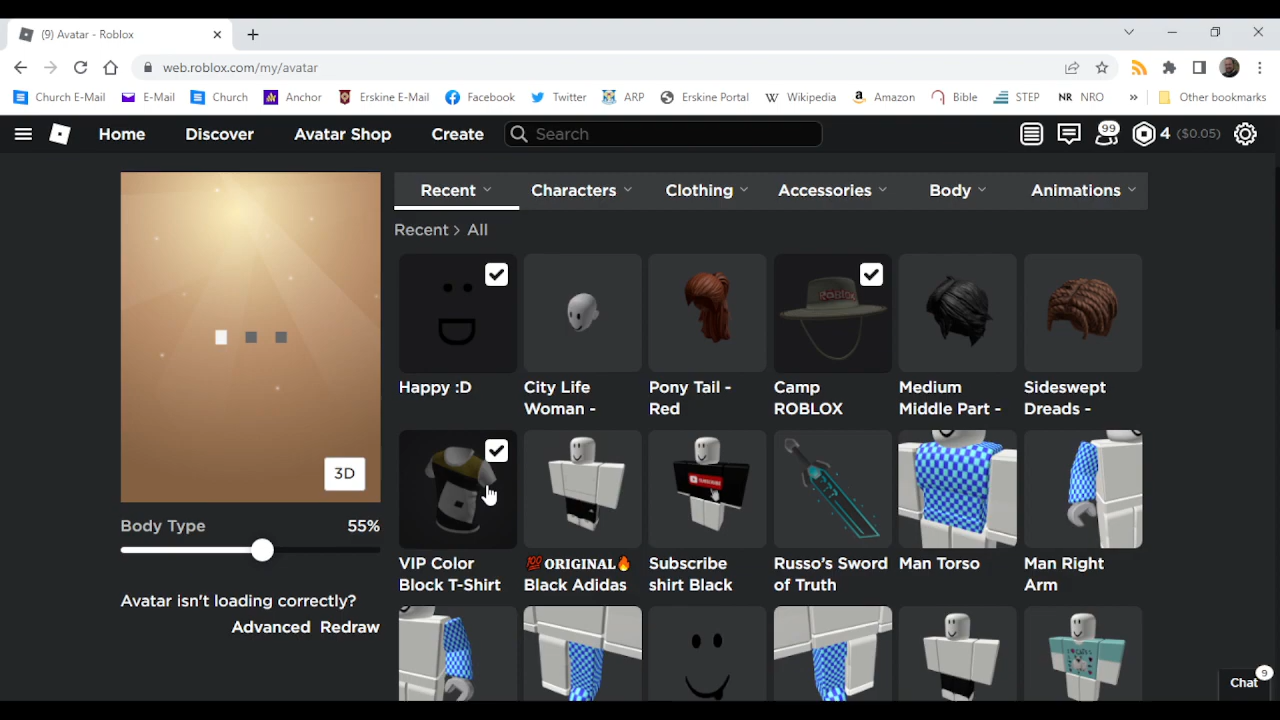 (9) Avatar - Roblox
web.roblox.com/my/avatar
Church E-Mail E-Mail Church Anchor Erskine E-Mail Facebook Twitter ARP Erskine Portal Wikipedia Amazon Bible STEP NR NRO » Other bookmarks
Home Discover Avatar Shop Create Search 99 4 ($0.05)
Recent Characters Clothing Accessories Body Animations
Recent > All
Happy :D
City Life
Woman -
Pony Tail -
Red
ROBLOX
Camp
ROBLOX
Medium
Middle Part -
Sideswept
Dreads -
3D
Body Type 55%
Avatar isn't loading correctly?
Advanced Redraw
VIP Color
Block T-Shirt
💯𝐎𝐑𝐈𝐆𝐈𝐍𝐀𝐋🔥
Black Adidas
SUBSCRIBE
Subscribe
shirt Black
Russo's Sword
of Truth
Man Torso
Man Right
Arm
Chat 9